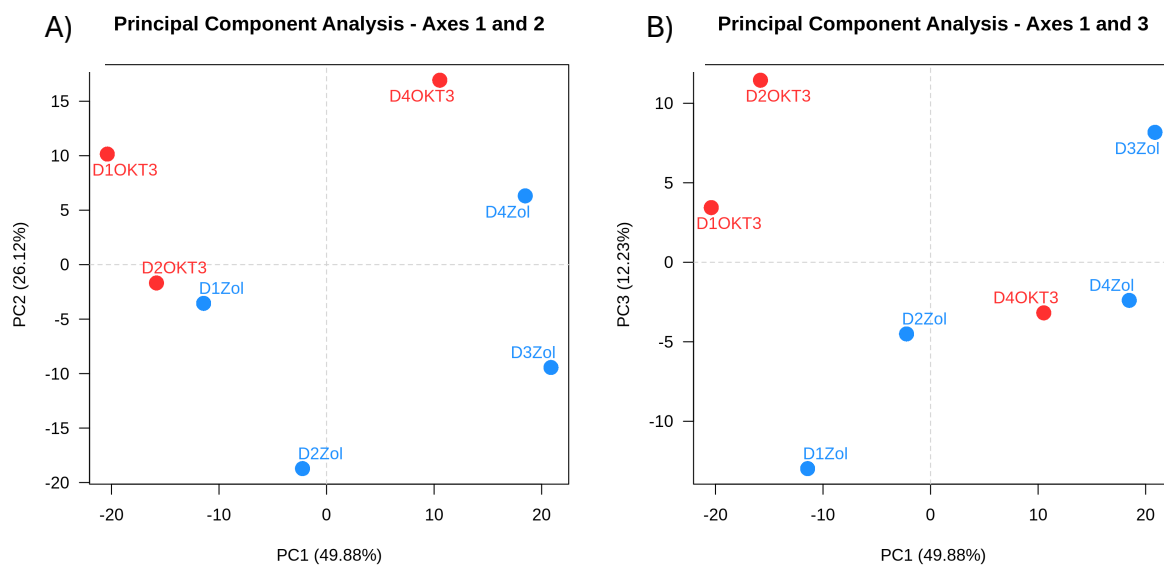 A)
Principal Component Analysis - Axes 1 and 2
15
10
5
0
-5
-10
-15
-20
PC2 (26.12%)
D4OKT3
D1OKT3
D4Zol
D2OKT3
D1Zol
D3Zol
D2Zol
-20
-10
0
10
20
PC1 (49.88%)
B)
Principal Component Analysis - Axes 1 and 3
10
5
0
-5
-10
PC3 (12.23%)
D2OKT3
D3Zol
D1OKT3
D4Zol
D4OKT3
D2Zol
D1Zol
-20
-10
0
10
20
PC1 (49.88%)